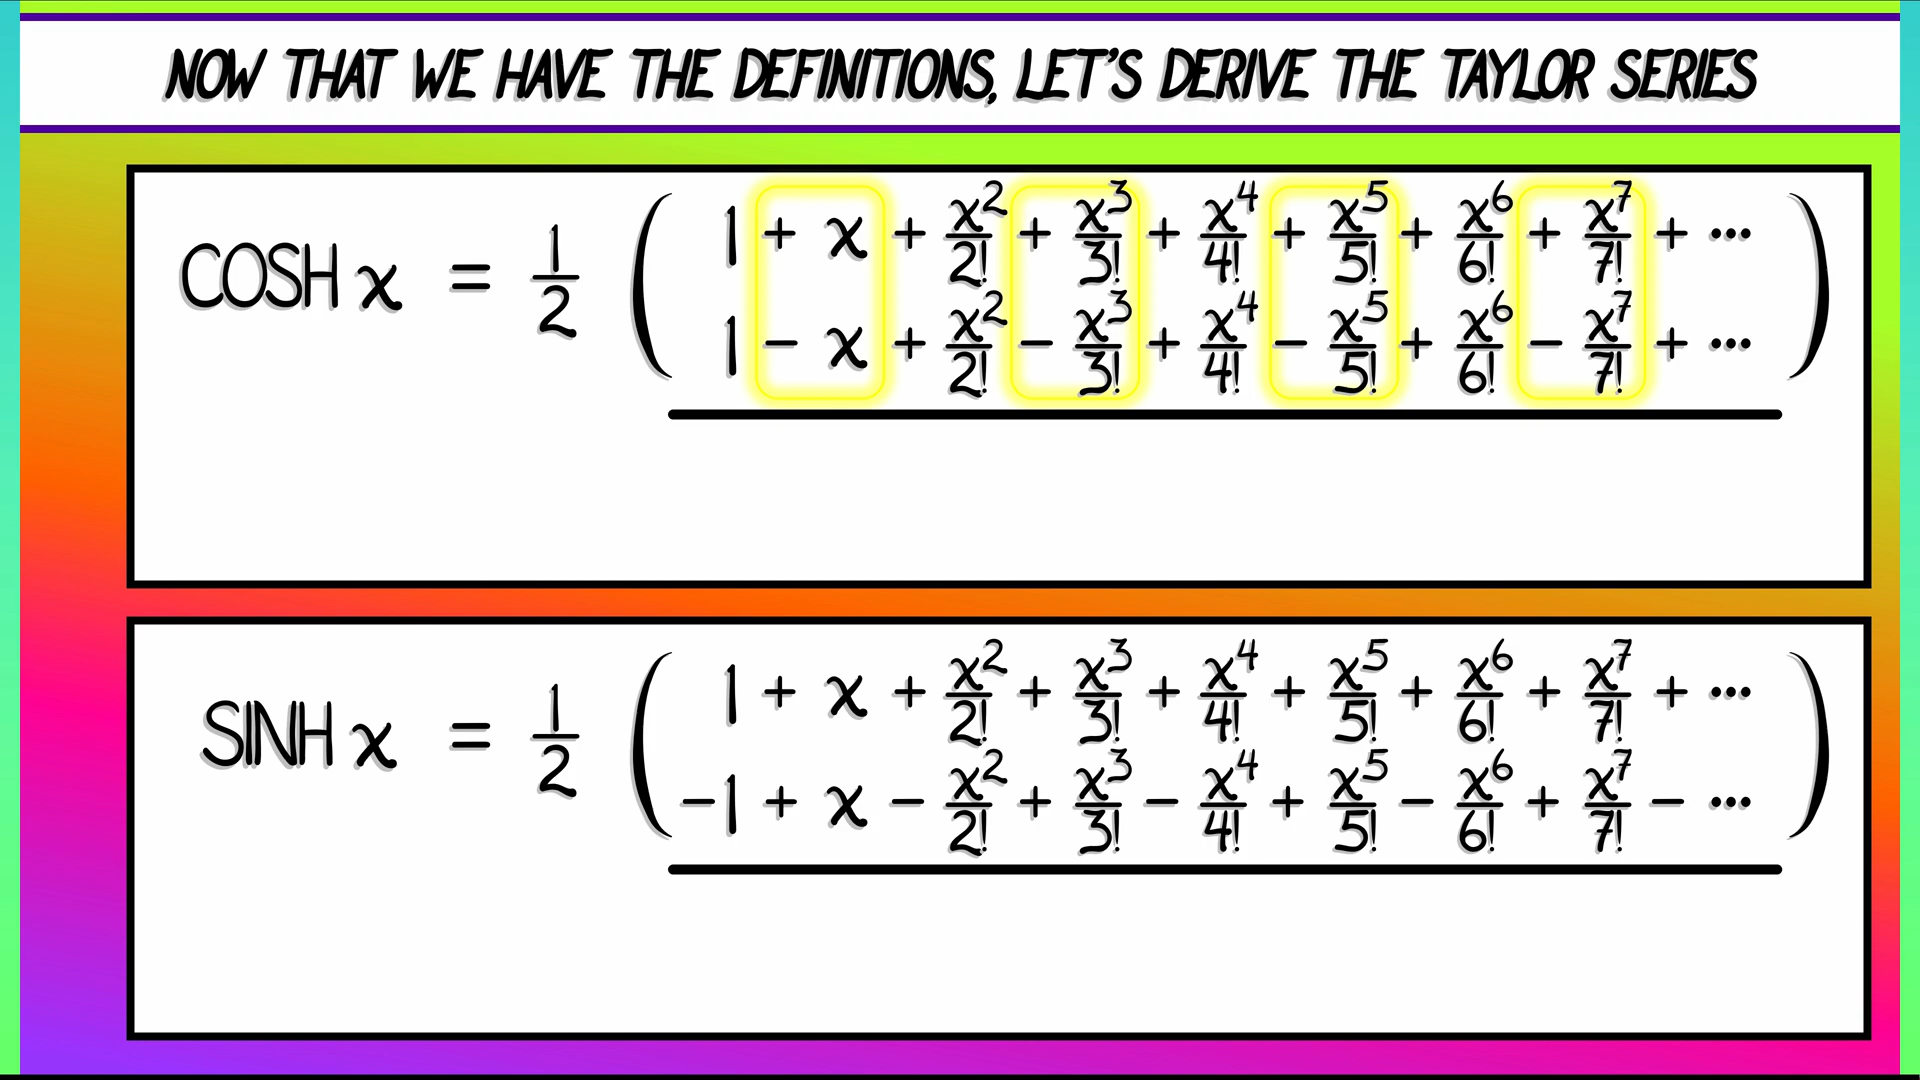 NOW THAT WE HAVE THE DEFINITIONS, LET'S DERIVE THE TAYLOR SERIES
COSH x = 1/2 ( 1 + x + x²/2! + x³/3! + x⁴/4! + x⁵/5! + x⁶/6! + x⁷/7! + ···
1 − x + x²/2! − x³/3! + x⁴/4! − x⁵/5! + x⁶/6! − x⁷/7! + ··· )
SINH x = 1/2 ( 1 + x + x²/2! + x³/3! + x⁴/4! + x⁵/5! + x⁶/6! + x⁷/7! + ···
−1 + x − x²/2! + x³/3! − x⁴/4! + x⁵/5! − x⁶/6! + x⁷/7! − ··· )